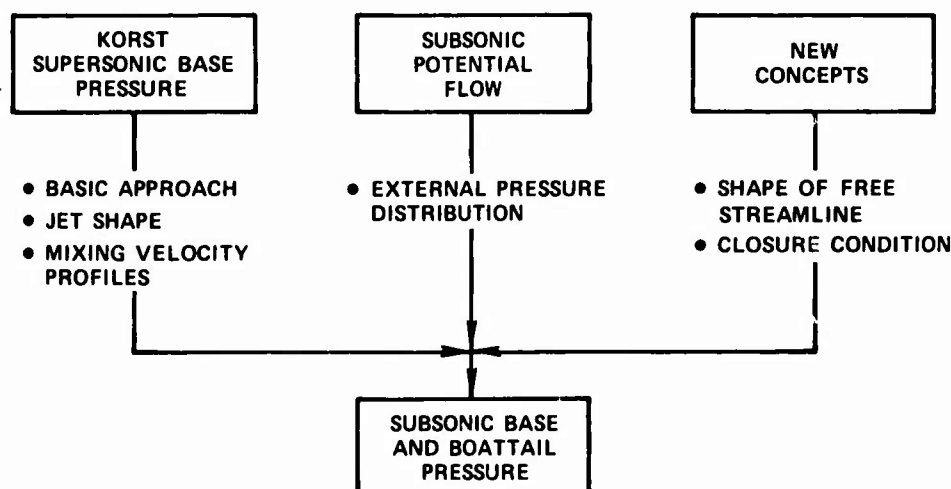 KORST
SUPERSONIC BASE
PRESSURE
SUBSONIC
POTENTIAL
FLOW
NEW
CONCEPTS
• BASIC APPROACH
• JET SHAPE
• MIXING VELOCITY
PROFILES
• EXTERNAL PRESSURE
DISTRIBUTION
• SHAPE OF FREE
STREAMLINE
• CLOSURE CONDITION
SUBSONIC BASE
AND BOATTAIL
PRESSURE